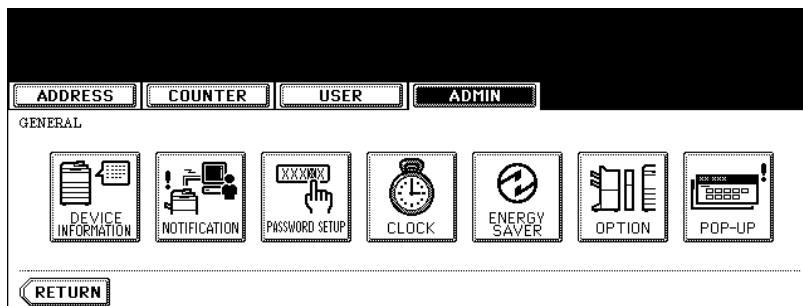 ADDRESS COUNTER USER ADMIN
GENERAL
XXXXXX XX XXX
DEVICE INFORMATION NOTIFICATION PASSWORD SETUP CLOCK ENERGY SAVER OPTION POP-UP
RETURN